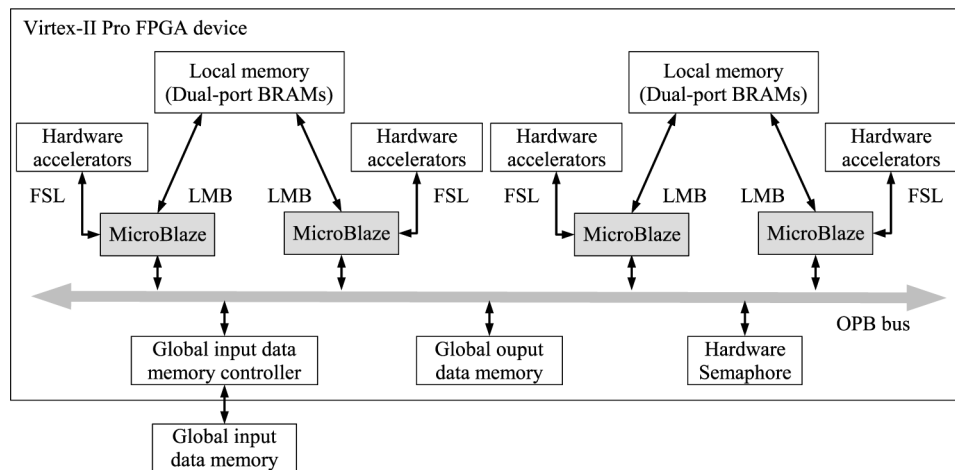 Virtex-II Pro FPGA device
Local memory
(Dual-port BRAMs)
Local memory
(Dual-port BRAMs)
Hardware
accelerators
Hardware
accelerators
Hardware
accelerators
Hardware
accelerators
FSL
LMB
LMB
FSL
FSL
LMB
LMB
FSL
MicroBlaze
MicroBlaze
MicroBlaze
MicroBlaze
OPB bus
Global input data
memory controller
Global ouput
data memory
Hardware
Semaphore
Global input
data memory